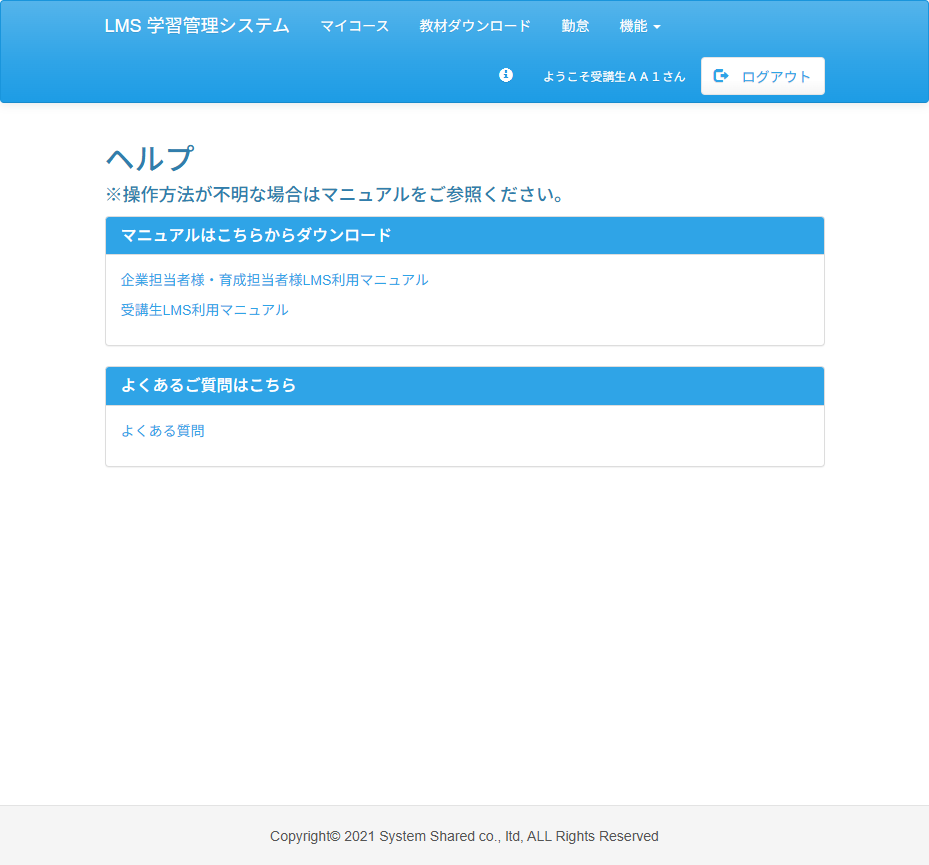 LMS 学習管理システム マイコース 教材ダウンロード 勤怠 機能
ようこそ受講生ＡＡ１さん ログアウト
ヘルプ
※操作方法が不明な場合はマニュアルをご参照ください。
マニュアルはこちらからダウンロード
企業担当者様・育成担当者様LMS利用マニュアル
受講生LMS利用マニュアル
よくあるご質問はこちら
よくある質問
Copyright© 2021 System Shared co., ltd, ALL Rights Reserved